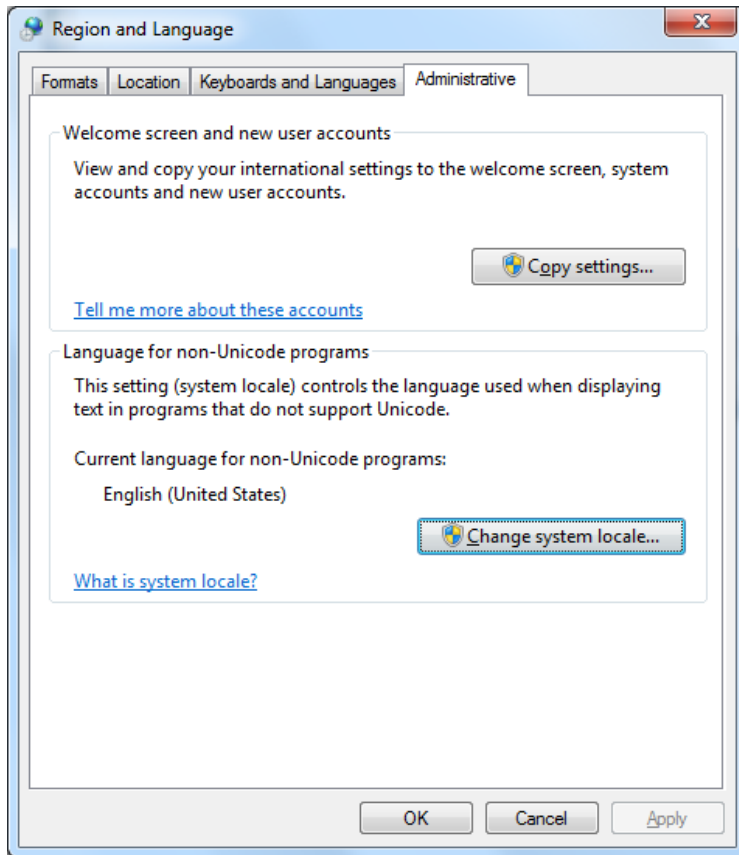 Region and Language
Formats Location Keyboards and Languages Administrative
Welcome screen and new user accounts
View and copy your international settings to the welcome screen, system
accounts and new user accounts.
Copy settings...
Tell me more about these accounts
Language for non-Unicode programs
This setting (system locale) controls the language used when displaying
text in programs that do not support Unicode.
Current language for non-Unicode programs:
English (United States)
Change system locale...
What is system locale?
OK Cancel Apply